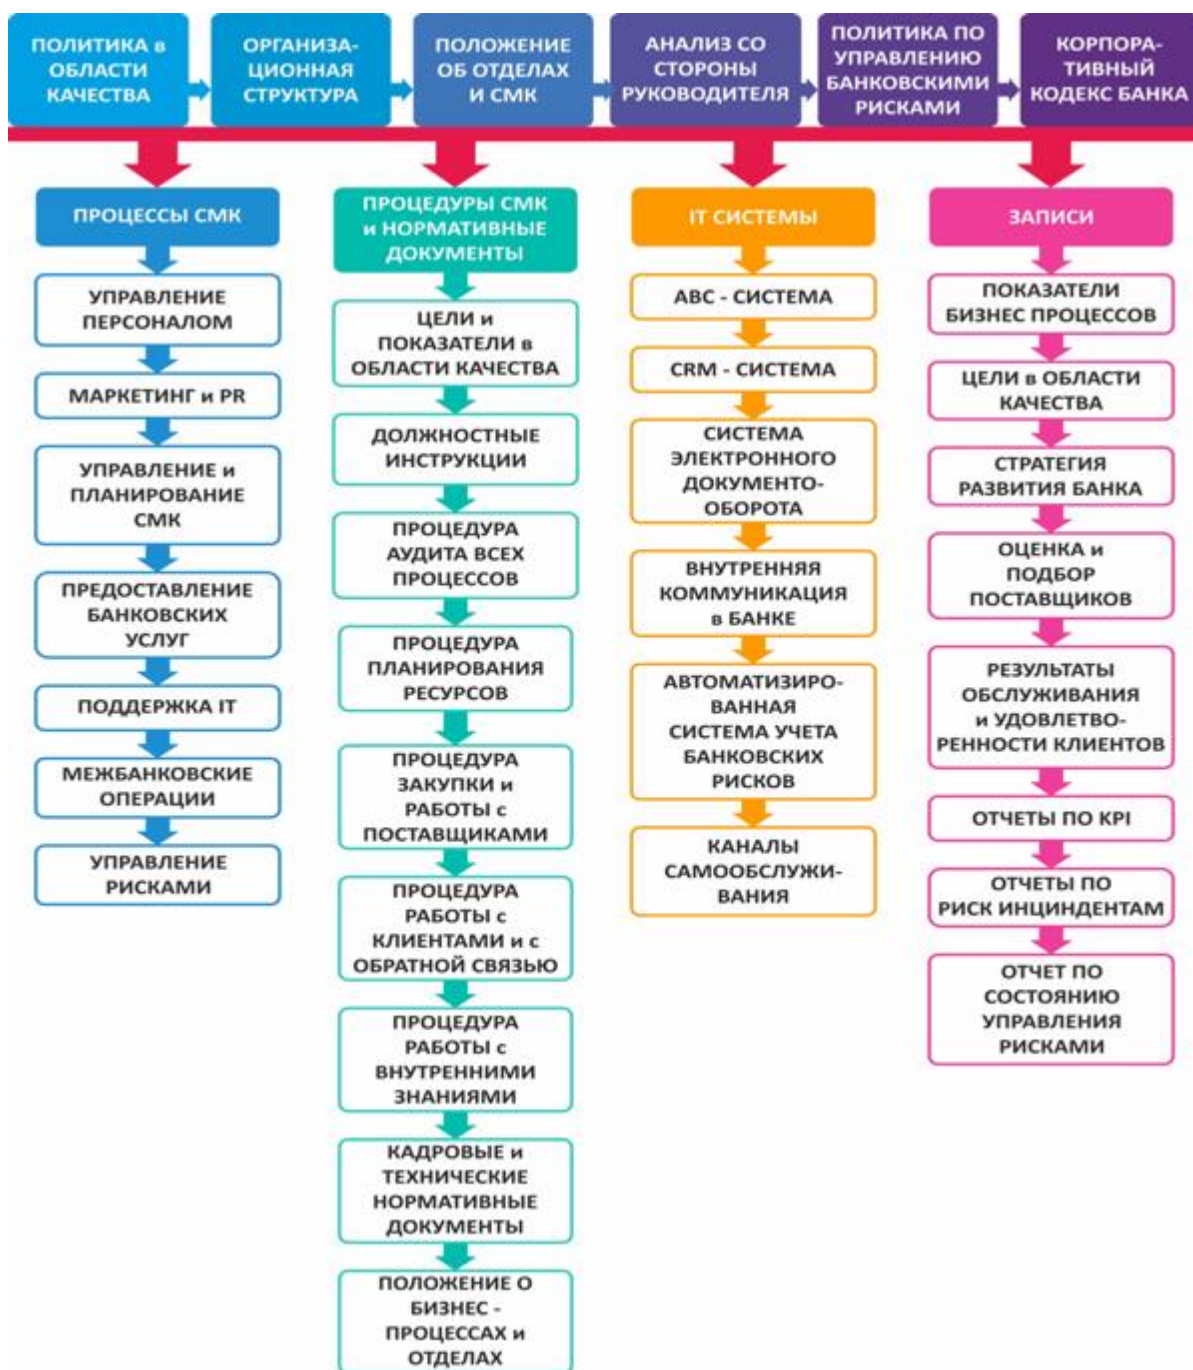 ПОЛИТИКА в
ОБЛАСТИ
КАЧЕСТВА
ОРГАНИЗА-
ЦИОННАЯ
СТРУКТУРА
ПОЛОЖЕНИЕ
ОБ ОТДЕЛАХ
И СМК
АНАЛИЗ СО
СТОРОНЫ
РУКОВОДИТЕЛЯ
ПОЛИТИКА ПО
УПРАВЛЕНИЮ
БАНКОВСКИМИ
РИСКАМИ
КОРПОРА-
ТИВНЫЙ
КОДЕКС БАНКА
ПРОЦЕССЫ СМК
УПРАВЛЕНИЕ
ПЕРСОНАЛОМ
МАРКЕТИНГ и PR
УПРАВЛЕНИЕ и
ПЛАНИРОВАНИЕ
СМК
ПРЕДОСТАВЛЕНИЕ
БАНКОВСКИХ
УСЛУГ
ПОДДЕРЖКА IT
МЕЖБАНКОВСКИЕ
ОПЕРАЦИИ
УПРАВЛЕНИЕ
РИСКАМИ
ПРОЦЕДУРЫ СМК
и НОРМАТИВНЫЕ
ДОКУМЕНТЫ
ЦЕЛИ и
ПОКАЗАТЕЛИ в
ОБЛАСТИ КАЧЕСТВА
ДОЛЖНОСТНЫЕ
ИНСТРУКЦИИ
ПРОЦЕДУРА
АУДИТА ВСЕХ
ПРОЦЕССОВ
ПРОЦЕДУРА
ПЛАНИРОВАНИЯ
РЕСУРСОВ
ПРОЦЕДУРА
ЗАКУПКИ и
РАБОТЫ с
ПОСТАВЩИКАМИ
ПРОЦЕДУРА
РАБОТЫ с
КЛИЕНТАМИ и с
ОБРАТНОЙ СВЯЗЬЮ
ПРОЦЕДУРА
РАБОТЫ с
ВНУТРЕННИМИ
ЗНАНИЯМИ
КАДРОВЫЕ и
ТЕХНИЧЕСКИЕ
НОРМАТИВНЫЕ
ДОКУМЕНТЫ
ПОЛОЖЕНИЕ О
БИЗНЕС -
ПРОЦЕССАХ и
ОТДЕЛАХ
IT СИСТЕМЫ
АВС - СИСТЕМА
CRM - СИСТЕМА
СИСТЕМА
ЭЛЕКТРОННОГО
ДОКУМЕНТО-
ОБОРОТА
ВНУТРЕННЯЯ
КОММУНИКАЦИЯ
в БАНКЕ
АВТОМАТИЗИРО-
ВАННАЯ
СИСТЕМА УЧЕТА
БАНКОВСКИХ
РИСКОВ
КАНАЛЫ
САМООБСЛУЖИ-
ВАНИЯ
ЗАПИСИ
ПОКАЗАТЕЛИ
БИЗНЕС ПРОЦЕССОВ
ЦЕЛИ в ОБЛАСТИ
КАЧЕСТВА
СТРАТЕГИЯ
РАЗВИТИЯ БАНКА
ОЦЕНКА и
ПОДБОР
ПОСТАВЩИКОВ
РЕЗУЛЬТАТЫ
ОБСЛУЖИВАНИЯ
и УДОВЛЕТВО-
РЕННОСТИ КЛИЕНТОВ
ОТЧЕТЫ ПО KPI
ОТЧЕТЫ ПО
РИСК ИНЦИНДЕНТАМ
ОТЧЕТ ПО
СОСТОЯНИЮ
УПРАВЛЕНИЯ
РИСКАМИ